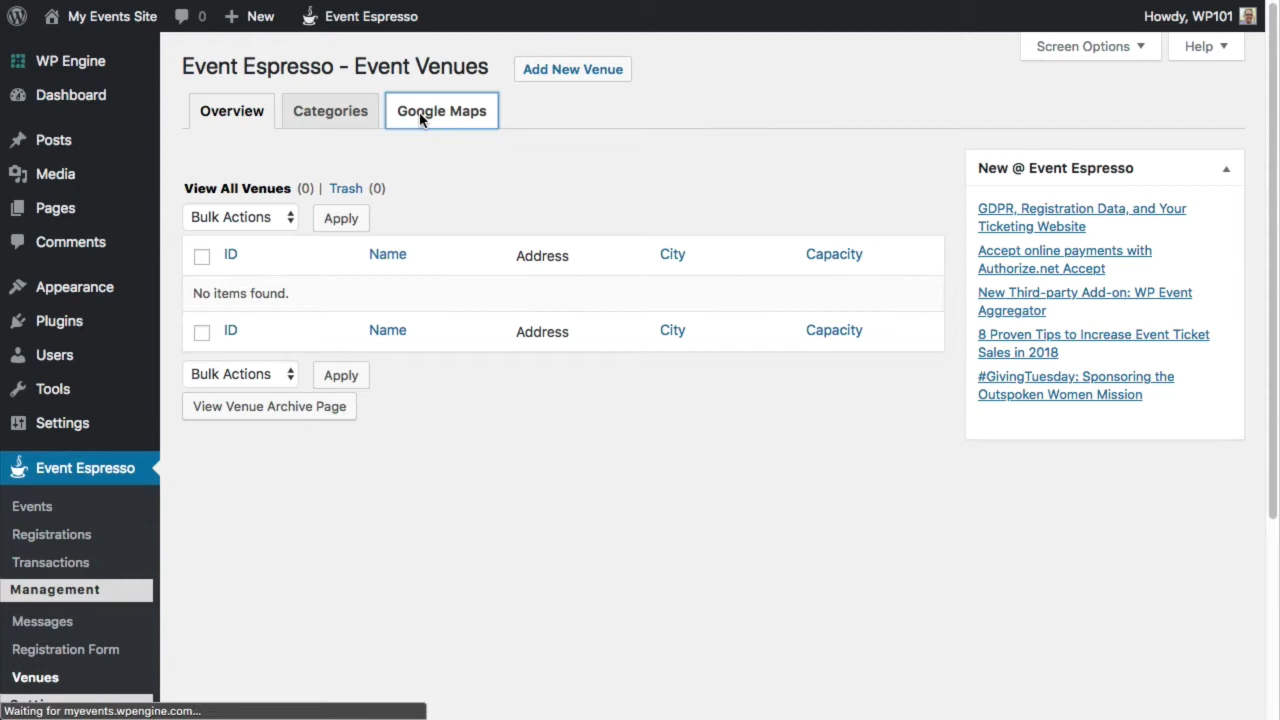 My Events Site 0 New Event Espresso Howdy, WP101
WP Engine
Dashboard
Posts
Media
Pages
Comments
Appearance
Plugins
Users
Tools
Settings
Event Espresso
Events
Registrations
Transactions
Management
Messages
Registration Form
Venues
Screen Options Help
Event Espresso - Event Venues Add New Venue
Overview Categories Google Maps
View All Venues (0) | Trash (0)
Bulk Actions Apply
ID Name Address City Capacity
No items found.
ID Name Address City Capacity
Bulk Actions Apply
View Venue Archive Page
New @ Event Espresso
GDPR, Registration Data, and Your
Ticketing Website
Accept online payments with
Authorize.net Accept
New Third-party Add-on: WP Event
Aggregator
8 Proven Tips to Increase Event Ticket
Sales in 2018
#GivingTuesday: Sponsoring the
Outspoken Women Mission
Waiting for myevents.wpengine.com...